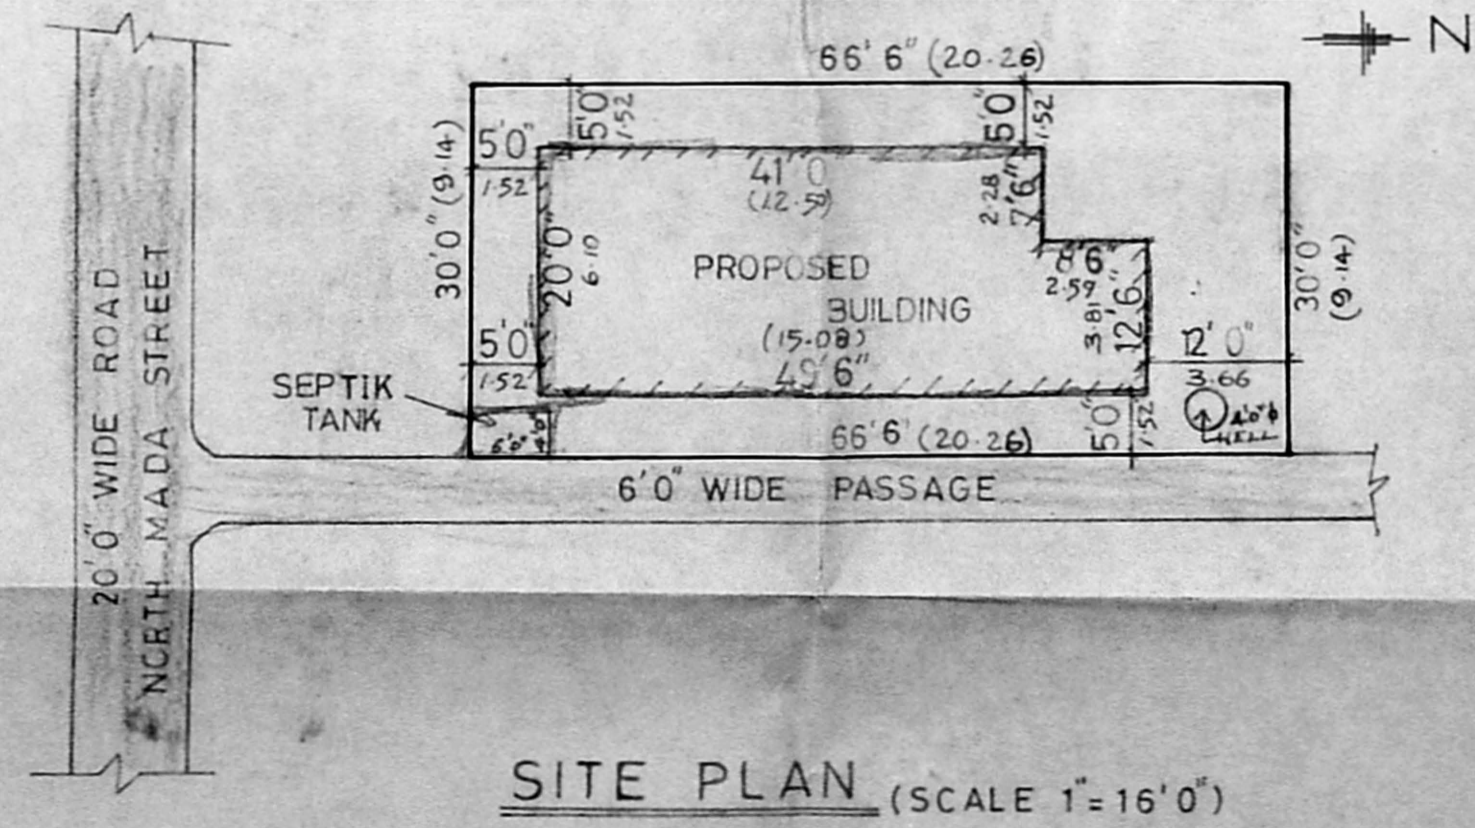 N
66' 6" (20.26)
5'0"
1.52
5'0"
1.52
5'0"
1.52
30'0" (9.14)
41'0
(12.50)
2.28
7'6"
20'0"
6.10
PROPOSED
BUILDING
8'6"
2.59
3.81
12'6"
30'0"
(9.14)
(15.08)
49'6"
5'0"
1.52
12' 0"
3.66
SEPTIK
TANK
6'0"
66'6 (20.26)
5'0"
1.52
4'0"φ
WELL
6'0" WIDE PASSAGE
20'0" WIDE ROAD
NORTH MADA STREET
SITE PLAN (SCALE 1"=16'0")